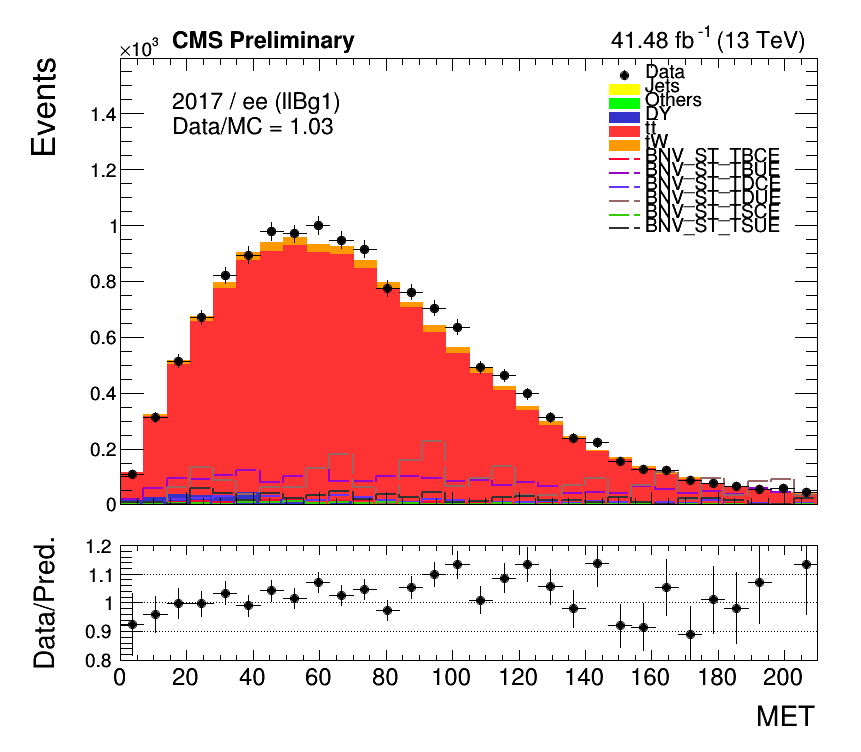 ×10³ CMS Preliminary 41.48 fb⁻¹ (13 TeV)
Events
2017 / ee (llBg1)
Data/MC = 1.03
Data
Jets
Others
DY
tt
tW
BNV_ST_TBCE
BNV_ST_TBUE
BNV_ST_TDCE
BNV_ST_TDUE
BNV_ST_TSCE
BNV_ST_TSUE
1.4
1.2
1
0.8
0.6
0.4
0.2
0
Data/Pred.
1.2
1.1
1
0.9
0.8
0 20 40 60 80 100 120 140 160 180 200
MET